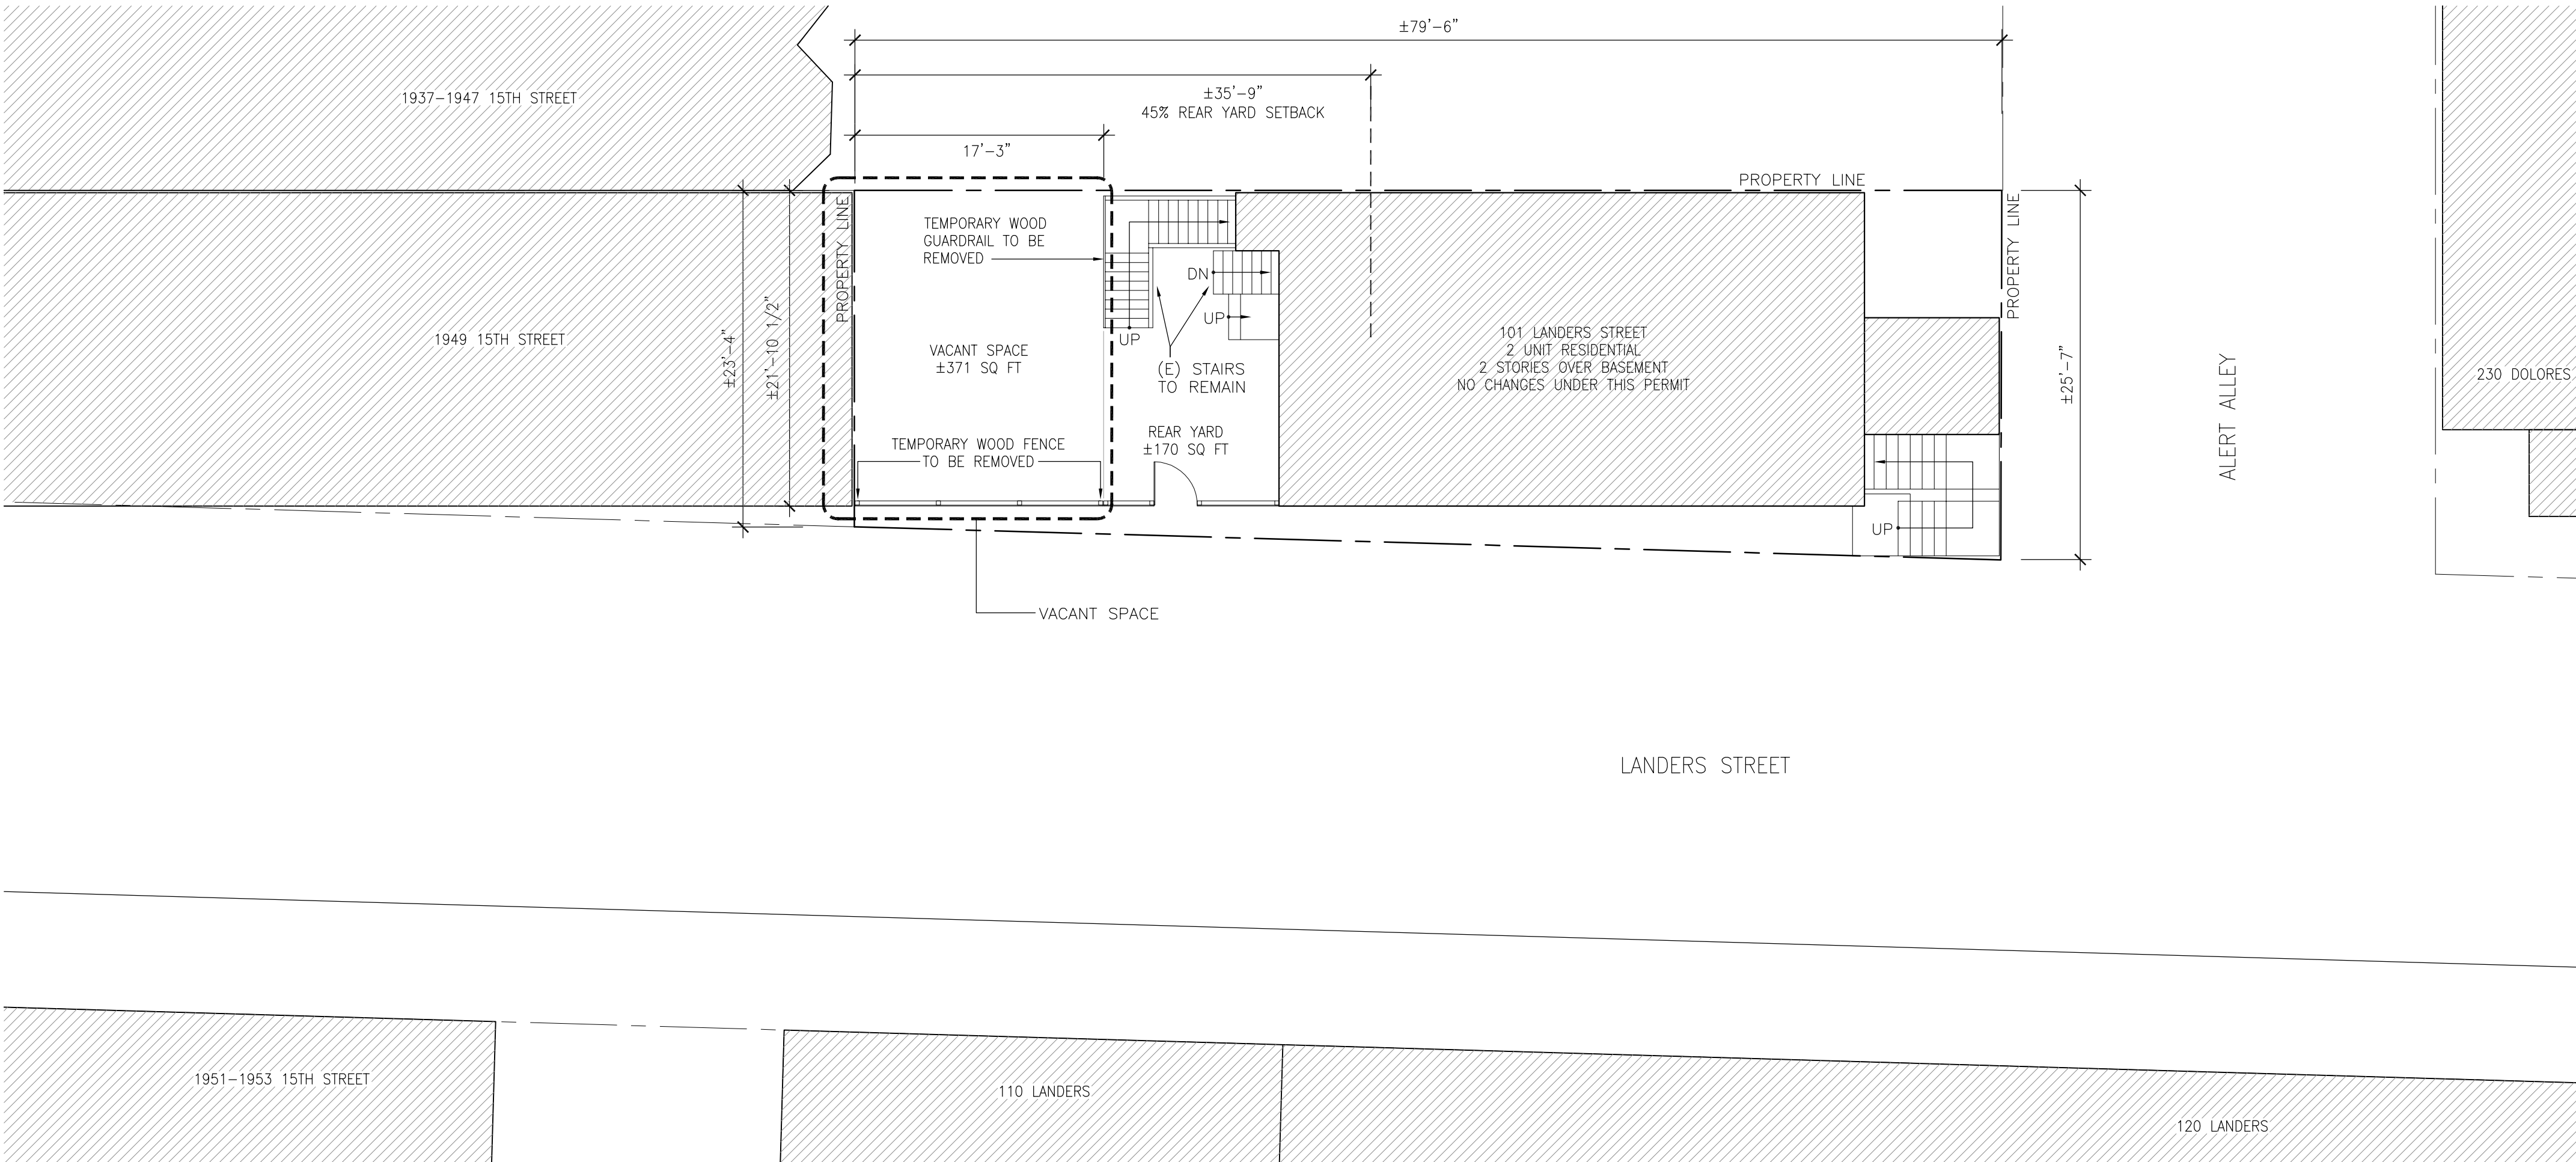 ±79'-6"
±35'-9"
45% REAR YARD SETBACK
17'-3"
1937-1947 15TH STREET
PROPERTY LINE
PROPERTY LINE
PROPERTY LINE
TEMPORARY WOOD
GUARDRAIL TO BE
REMOVED
DN
UP
UP
1949 15TH STREET
±23'-4"
±21'-10 1/2"
VACANT SPACE
±371 SQ FT
(E) STAIRS
TO REMAIN
101 LANDERS STREET
2 UNIT RESIDENTIAL
2 STORIES OVER BASEMENT
NO CHANGES UNDER THIS PERMIT
±25'-7"
ALERT ALLEY
230 DOLORES
TEMPORARY WOOD FENCE
TO BE REMOVED
REAR YARD
±170 SQ FT
UP
VACANT SPACE
LANDERS STREET
1951-1953 15TH STREET
110 LANDERS
120 LANDERS